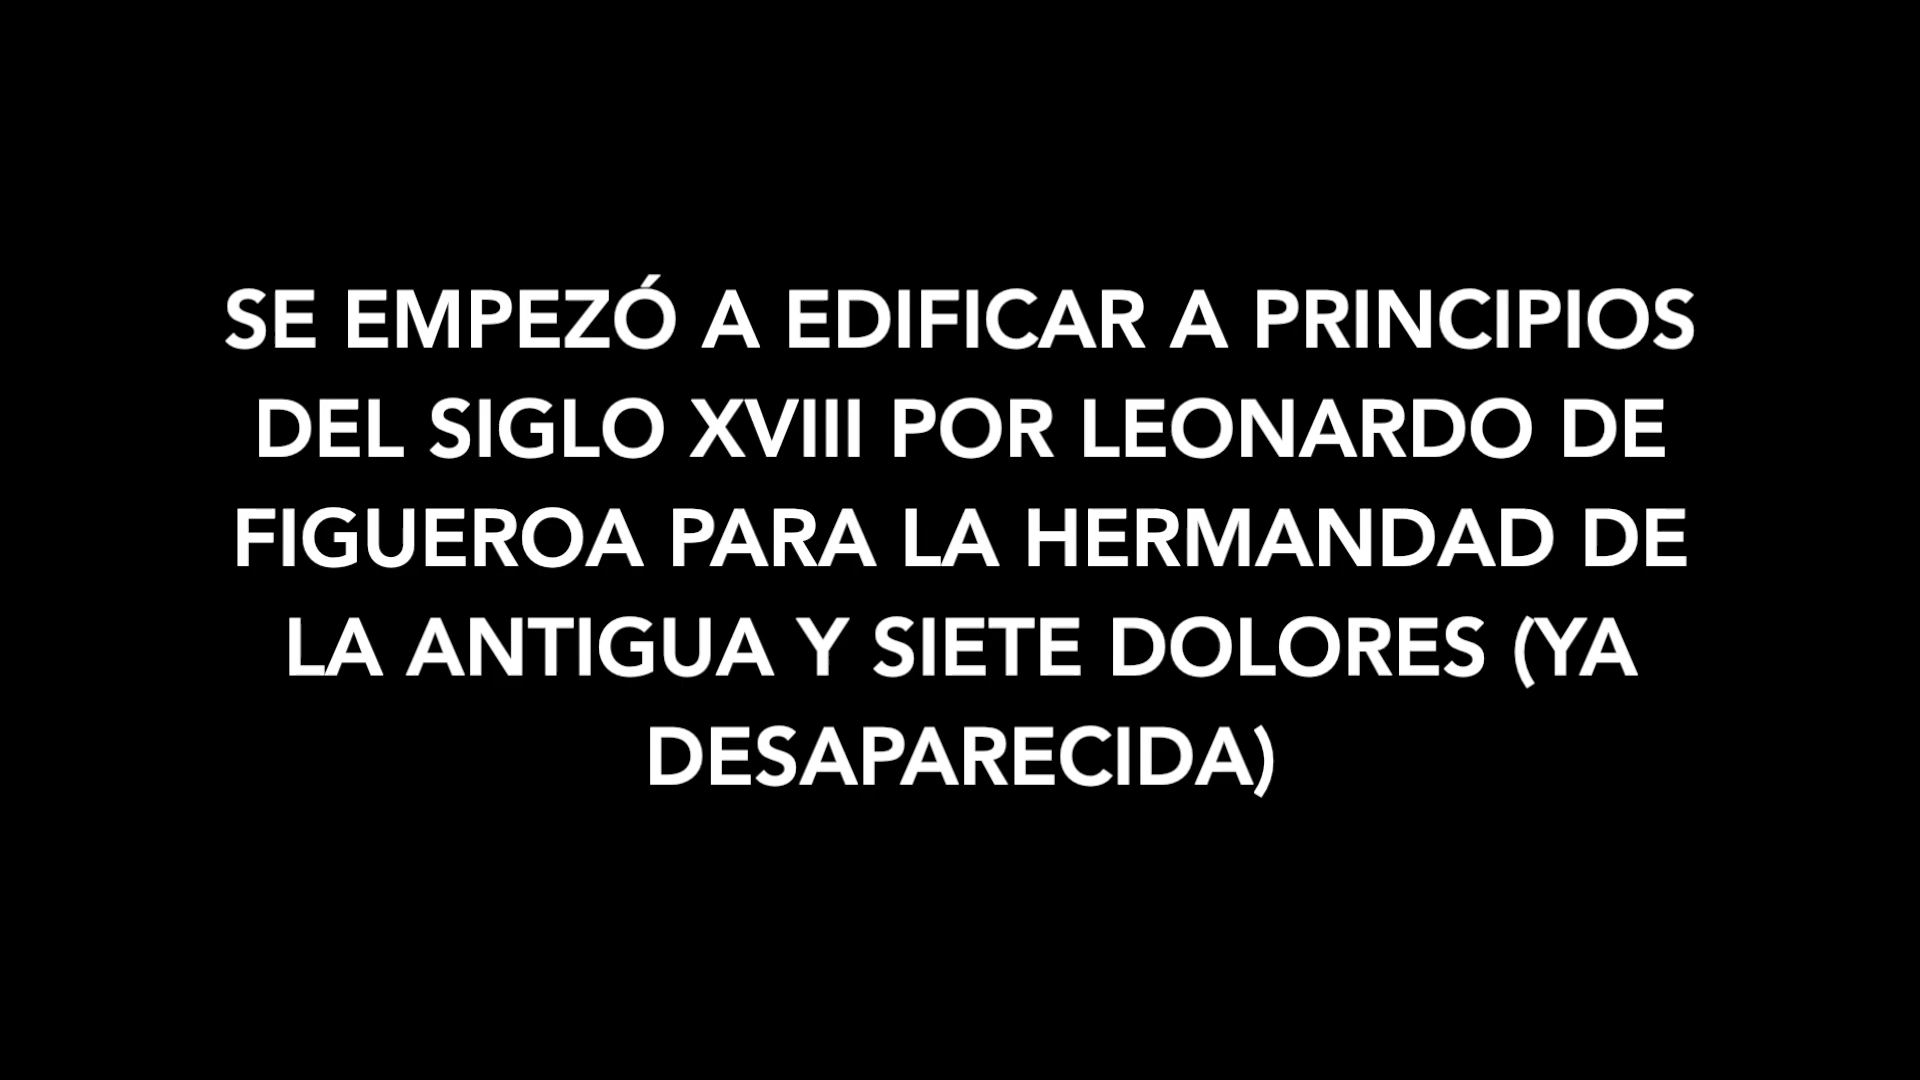 SE EMPEZÓ A EDIFICAR A PRINCIPIOS
DEL SIGLO XVIII POR LEONARDO DE
FIGUEROA PARA LA HERMANDAD DE
LA ANTIGUA Y SIETE DOLORES (YA
DESAPARECIDA)